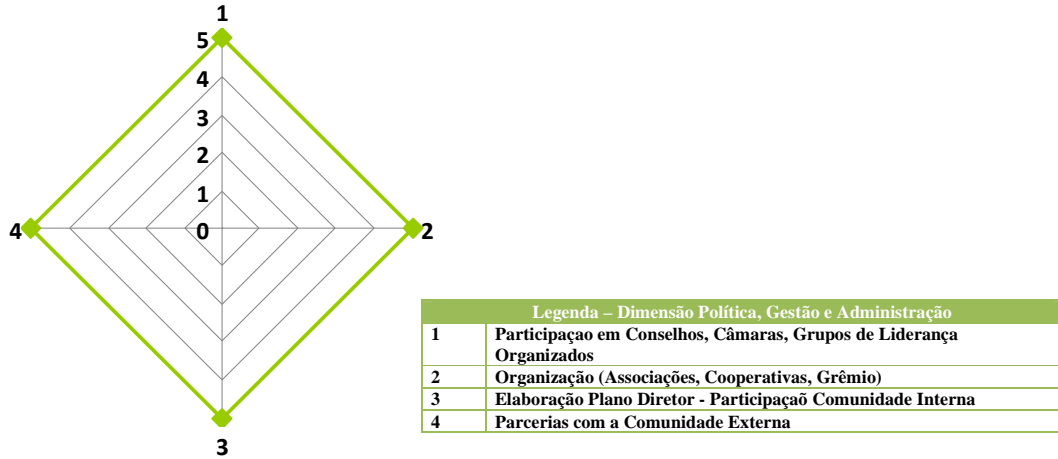 1
5
4
3
2
1
4
0
2
3
Legenda – Dimensão Política, Gestão e Administração
1 Participaçao em Conselhos, Câmaras, Grupos de Liderança
Organizados
2 Organização (Associações, Cooperativas, Grêmio)
3 Elaboração Plano Diretor - Participaçaõ Comunidade Interna
4 Parcerias com a Comunidade Externa